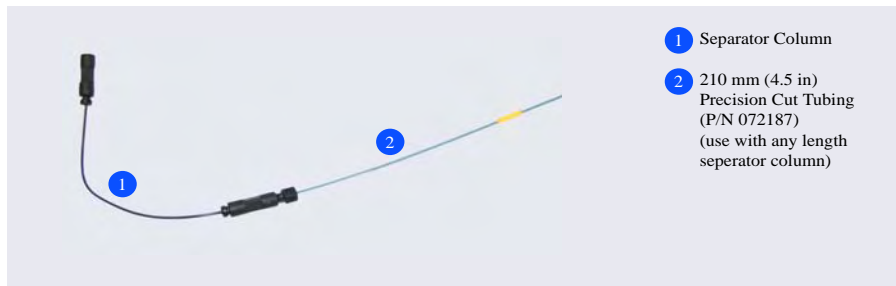 1 Separator Column
2 210 mm (4.5 in)
Precision Cut Tubing
(P/N 072187)
(use with any length
seperator column)
2
1